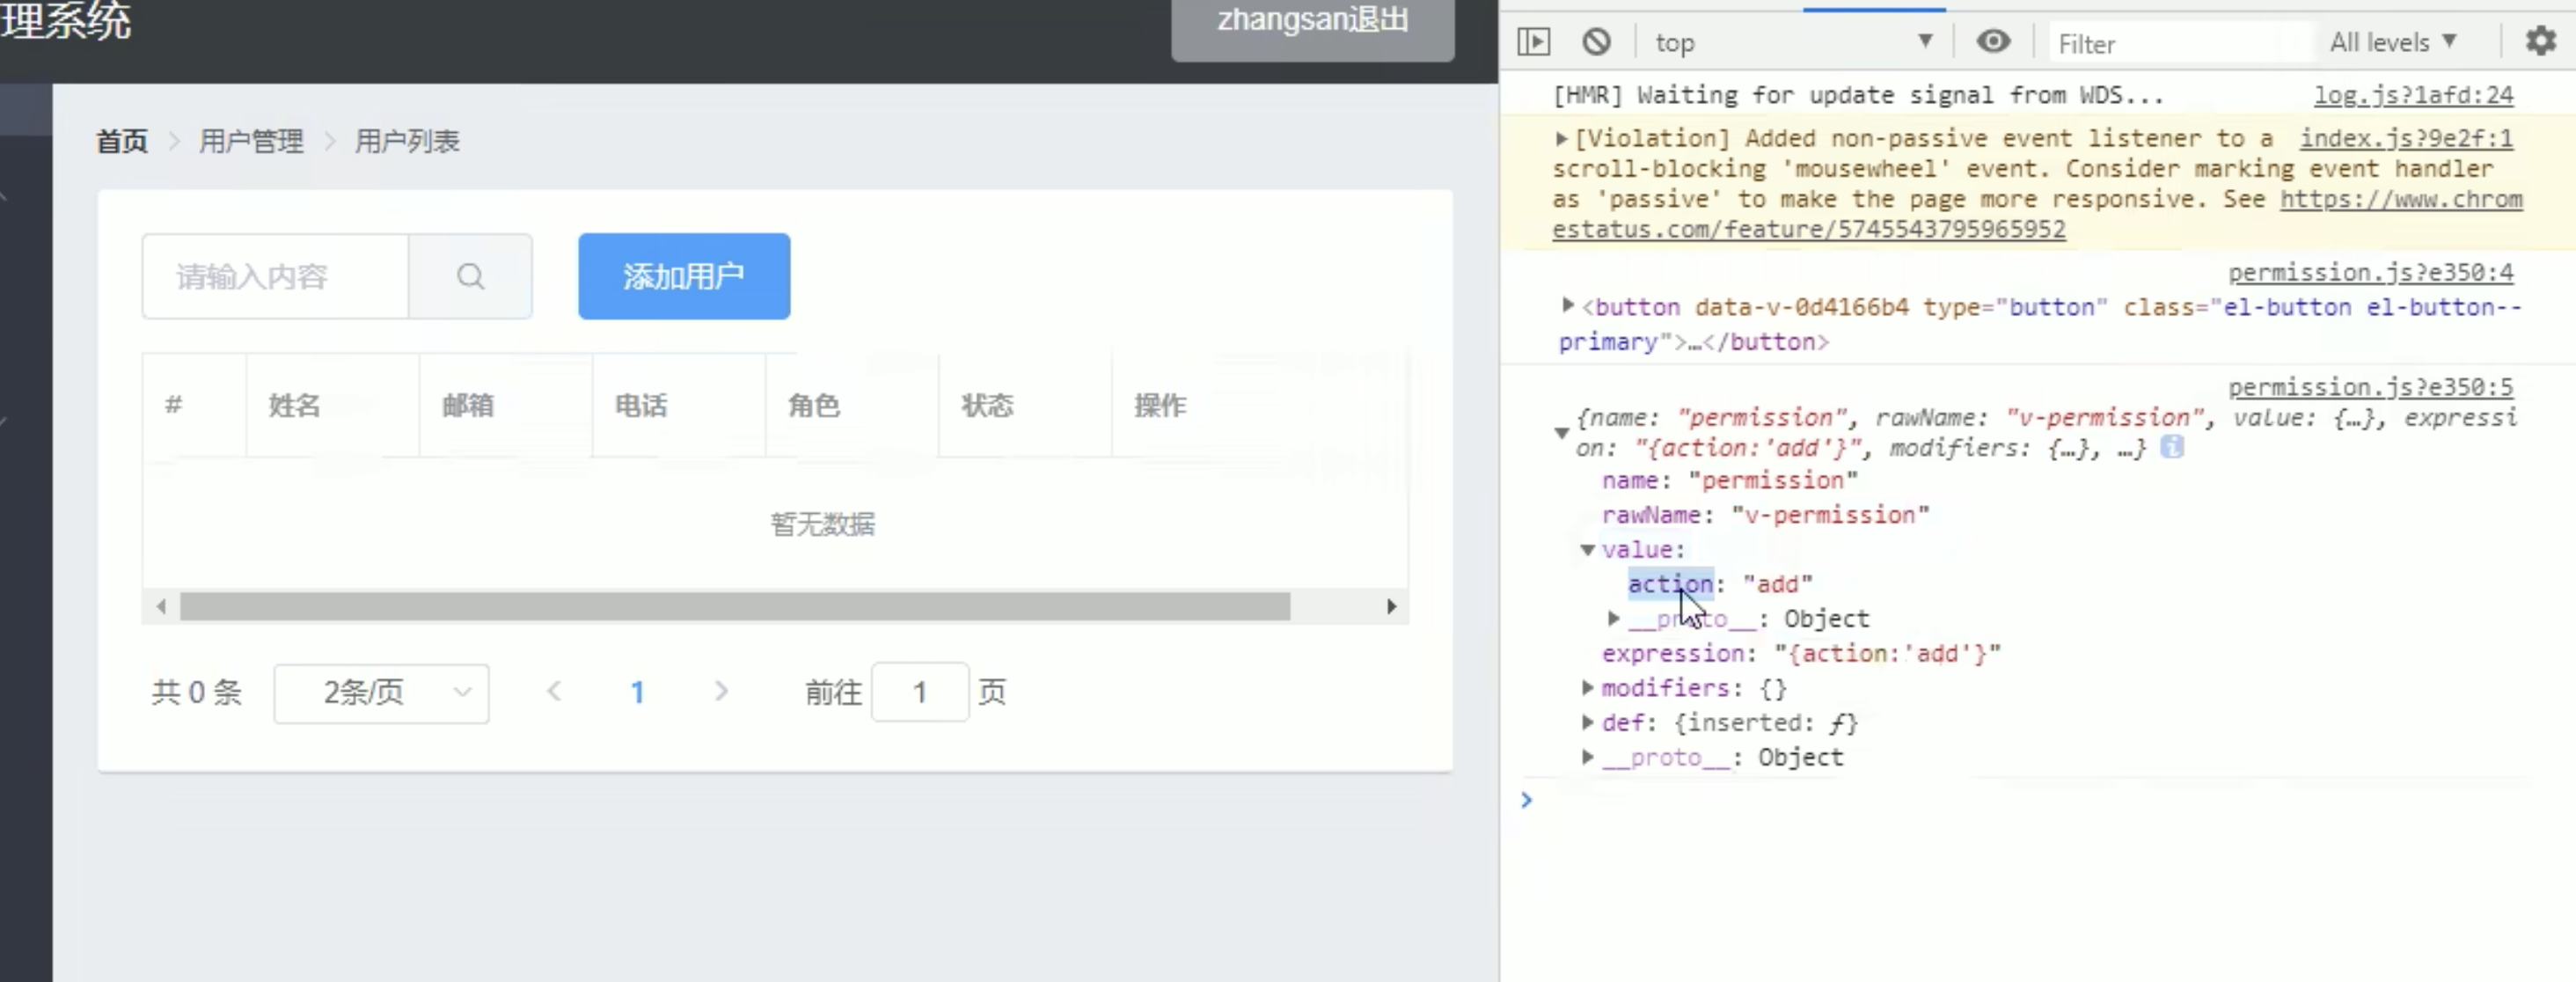 理系统
zhangsan退出
首页 > 用户管理 > 用户列表
请输入内容
添加用户
# 姓名 邮箱 电话 角色 状态 操作
暂无数据
共 0 条 2条/页 < 1 > 前往 1 页
top Filter All levels
[HMR] Waiting for update signal from WDS... log.js?1afd:24
[Violation] Added non-passive event listener to a index.js?9e2f:1
scroll-blocking 'mousewheel' event. Consider marking event handler
as 'passive' to make the page more responsive. See https://www.chrom
estatus.com/feature/5745543795965952
permission.js?e350:4
<button data-v-0d4166b4 type="button" class="el-button el-button--
primary">…</button>
permission.js?e350:5
{name: "permission", rawName: "v-permission", value: {…}, expressi
on: "{action:'add'}", modifiers: {…}, …}
name: "permission"
rawName: "v-permission"
value:
action: "add"
__proto__: Object
expression: "{action:'add'}"
modifiers: {}
def: {inserted: ƒ}
__proto__: Object